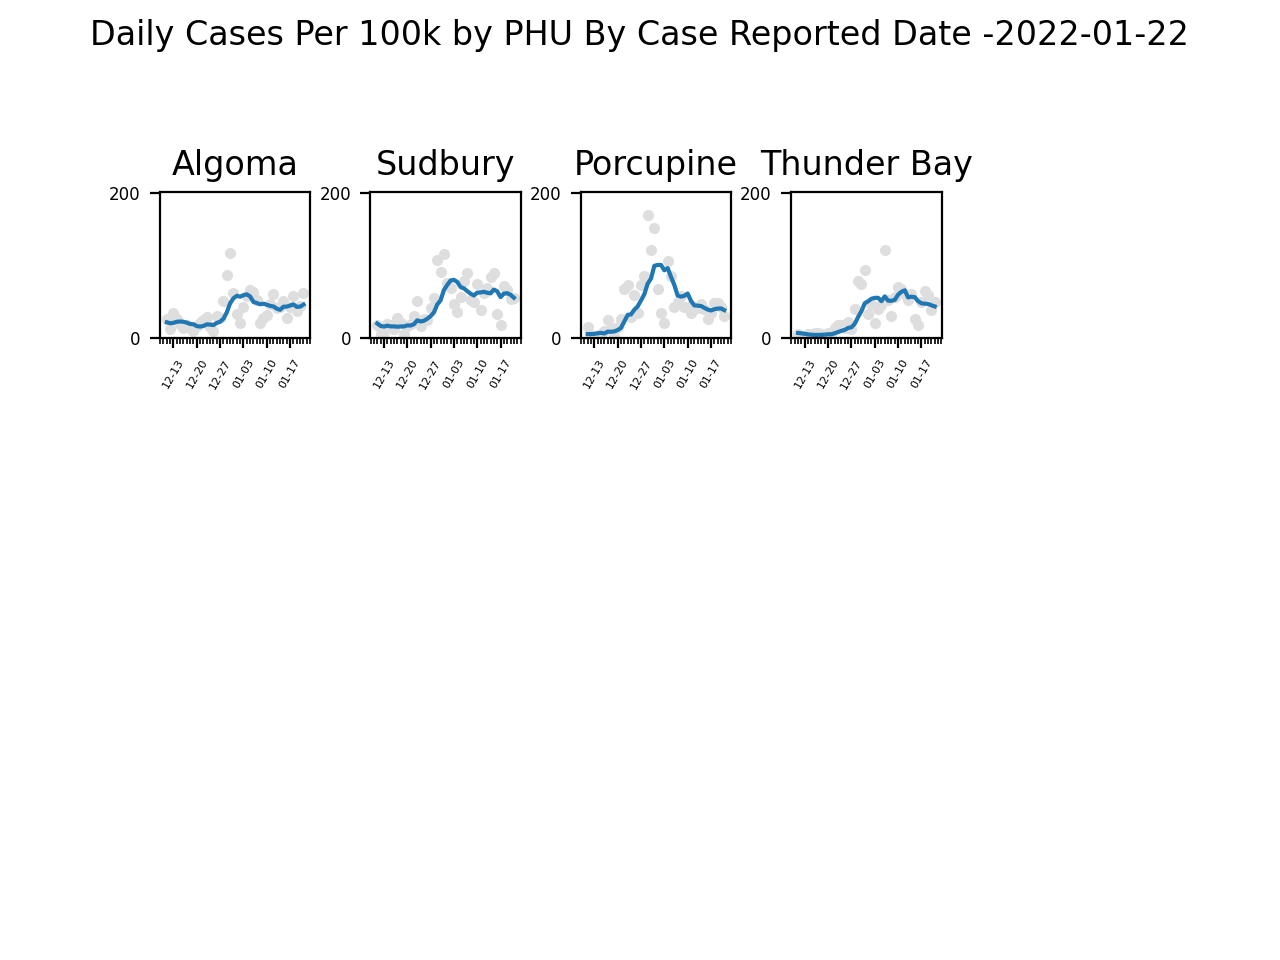 Daily Cases Per 100k by PHU By Case Reported Date -2022-01-22
Algoma Sudbury Porcupine Thunder Bay
200 200 200 200
0 0 0 0
12-13 12-20 12-27 01-03 01-10 01-17 12-13 12-20 12-27 01-03 01-10 01-17 12-13 12-20 12-27 01-03 01-10 01-17 12-13 12-20 12-27 01-03 01-10 01-17